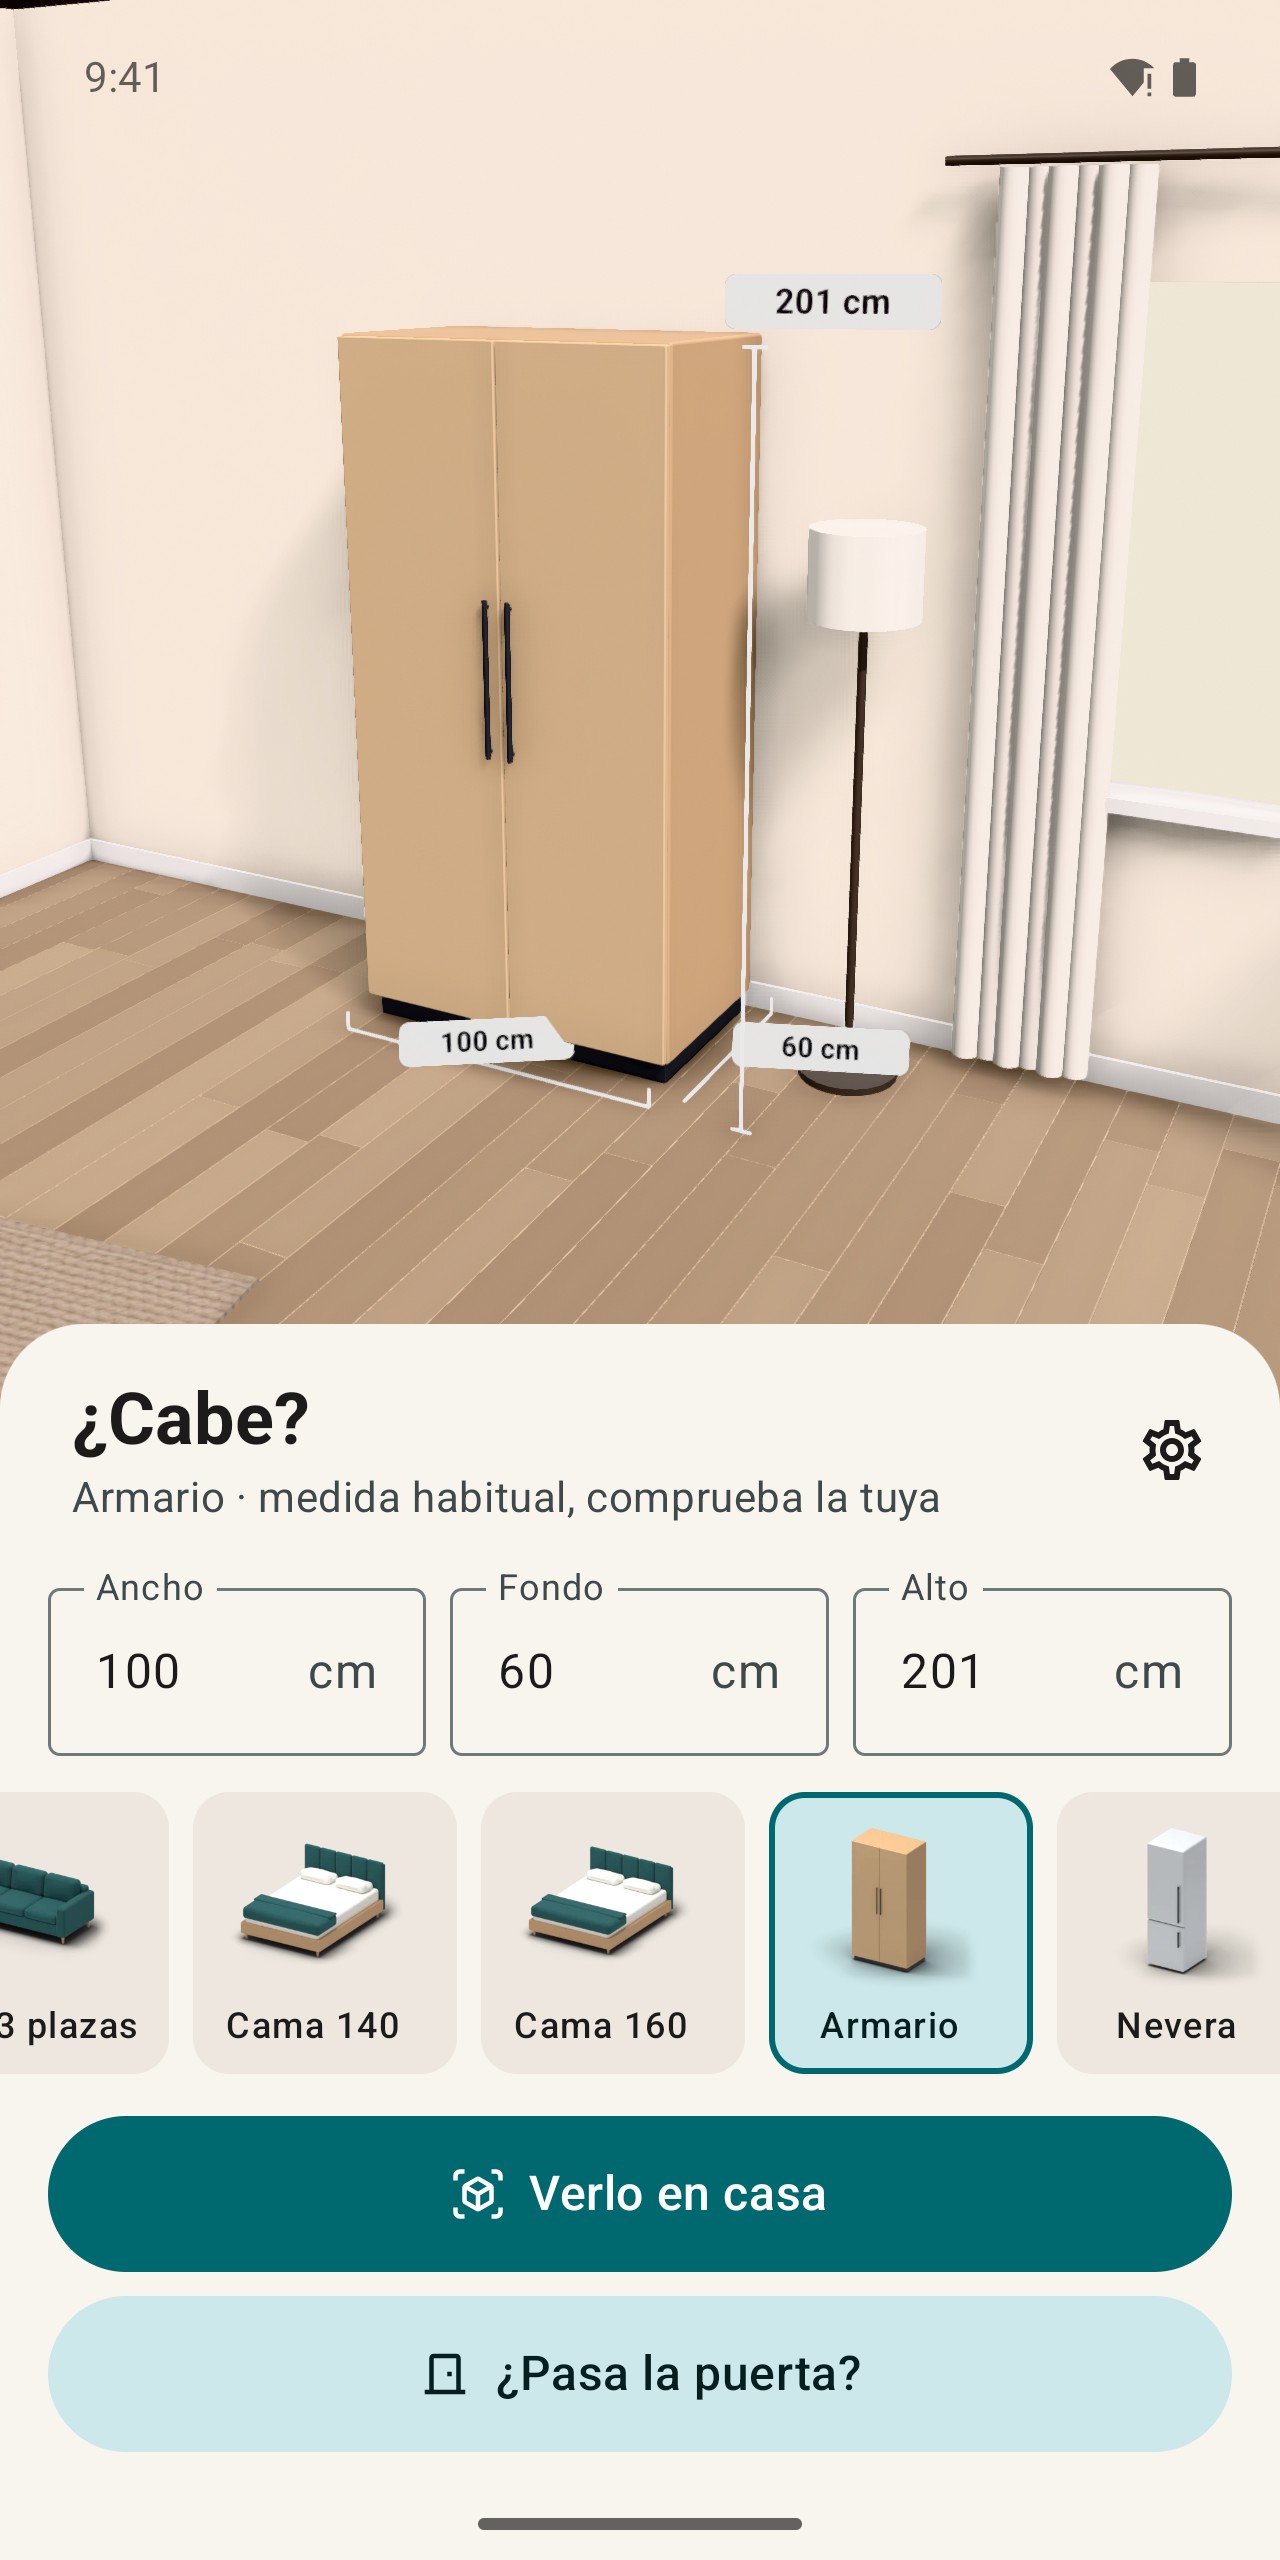 9:41
201 cm
100 cm
60 cm
¿Cabe?
Armario · medida habitual, comprueba la tuya
Ancho
Fondo
Alto
100 cm
60 cm
201 cm
3 plazas
Cama 140
Cama 160
Armario
Nevera
Verlo en casa
¿Pasa la puerta?